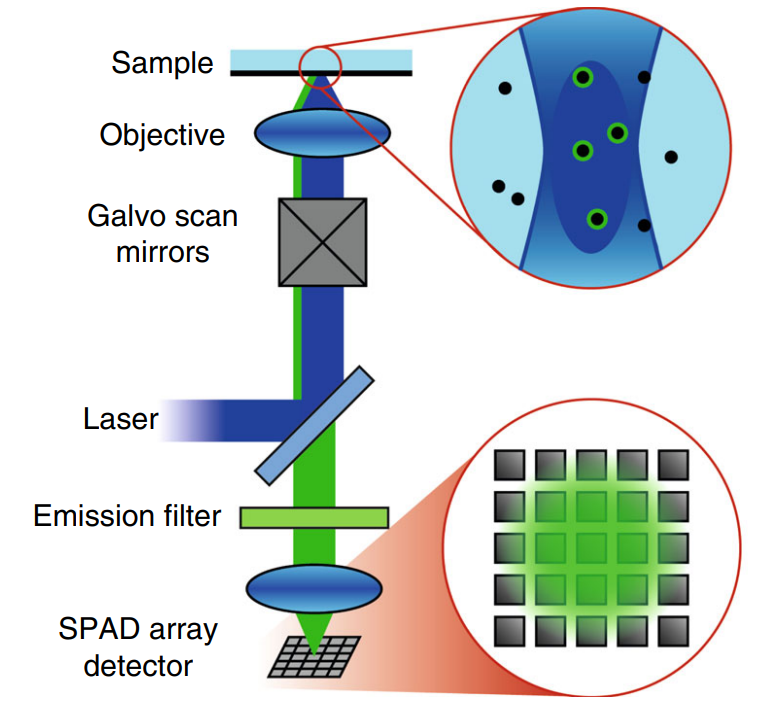 Sample
Objective
Galvo scan
mirrors
Laser
Emission filter
SPAD array
detector